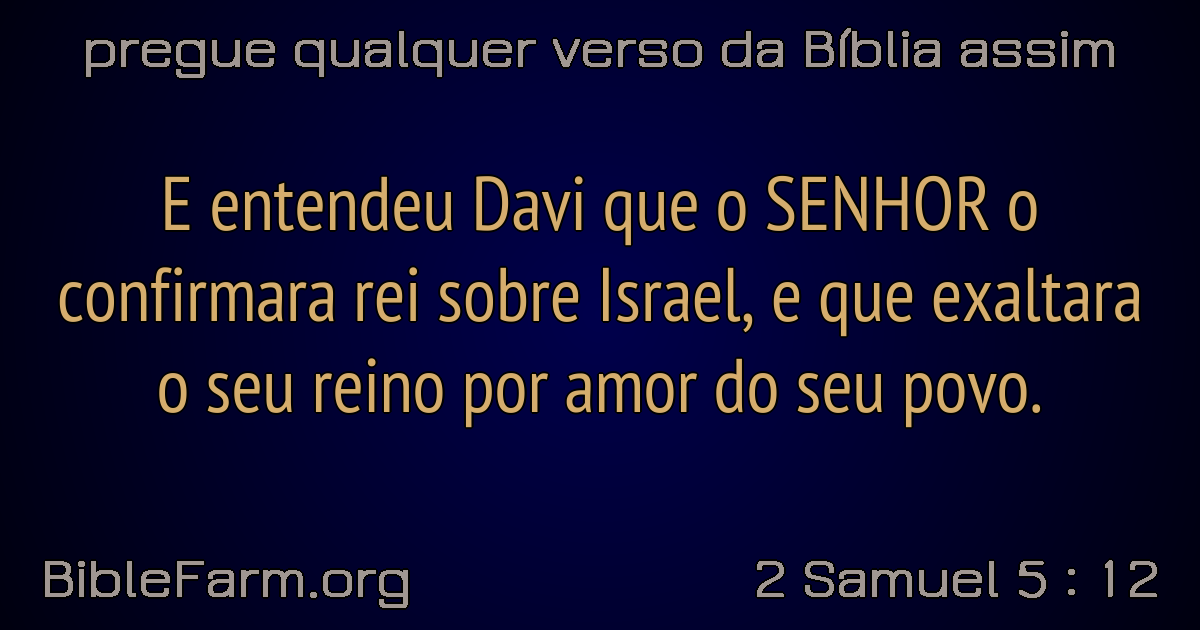 pregue qualquer verso da Bíblia assim
E entendeu Davi que o SENHOR o
confirmara rei sobre Israel, e que exaltara
o seu reino por amor do seu povo.
BibleFarm.org
2 Samuel 5 : 12